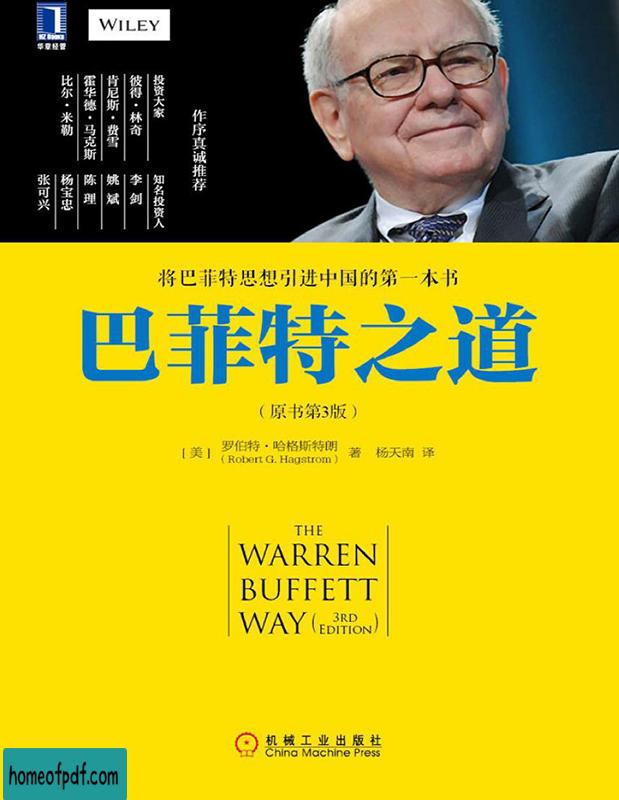 HZ Books
华章经管
WILEY
投资大家
彼得·林奇
肯尼斯·费雪
霍华德·马克斯
比尔·米勒
知名投资人
李剑
姚斌
陈理
杨宝忠
张可兴
作序真诚推荐
将巴菲特思想引进中国的第一本书
巴菲特之道
（原书第3版）
[美] 罗伯特·哈格斯特朗 著 杨天南 译
(Robert G. Hagstrom)
THE
WARREN
BUFFETT
WAY (3RD EDITION)
机械工业出版社
China Machine Press
homeofpdf.com